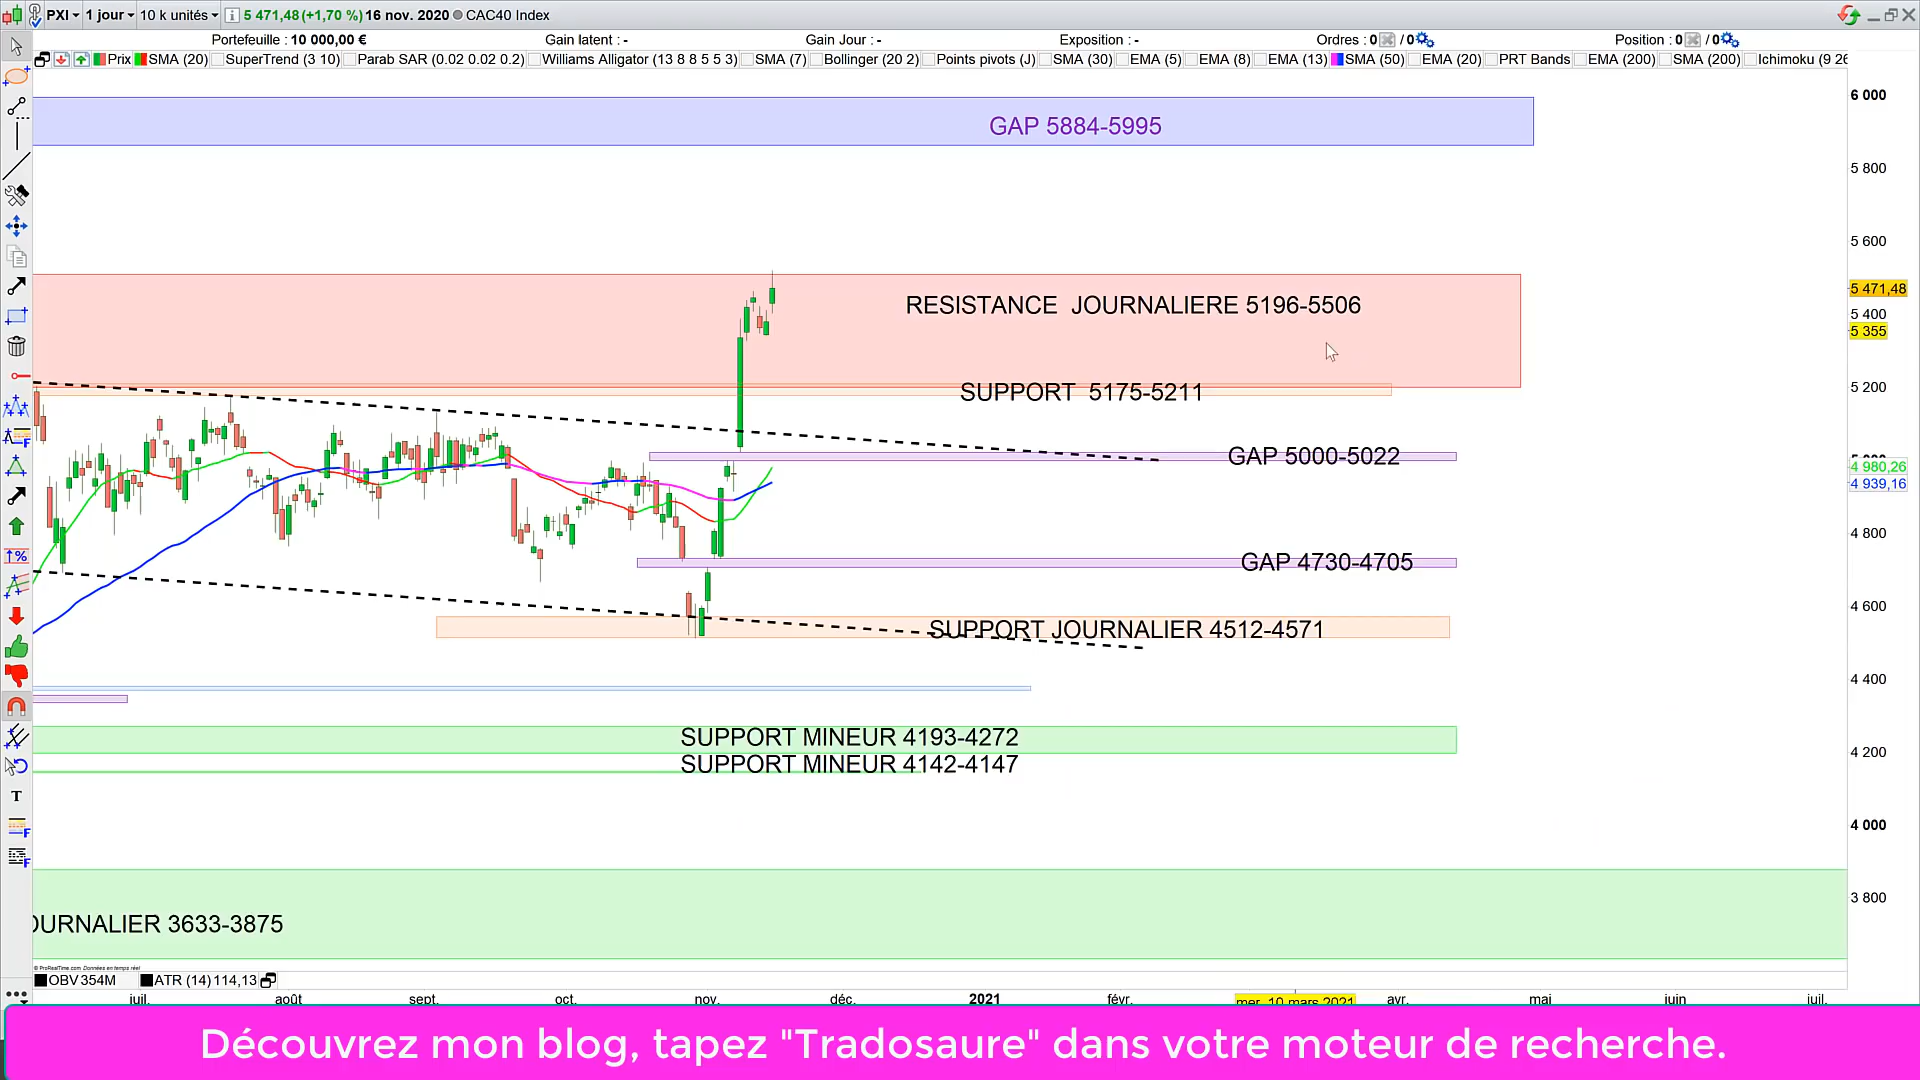 PXI 1 jour 10 k unités 5 471,48 (+1,70 %) 16 nov. 2020 CAC40 Index
Portefeuille : 10 000,00 € Gain latent : - Gain Jour : - Exposition : - Ordres : 0 / 0 Position : 0 / 0
Prix SMA (20) SuperTrend (3 10) Parab SAR (0.02 0.02 0.2) Williams Alligator (13 8 8 5 5 3) SMA (7) Bollinger (20 2) Points pivots (J) SMA (30) EMA (5) EMA (8) EMA (13) SMA (50) EMA (20) PRT Bands EMA (200) SMA (200) Ichimoku (9 26
6 000
GAP 5884-5995
5 800
5 600
5 471,48
RESISTANCE JOURNALIERE 5196-5506
5 400
5 355
5 200
SUPPORT 5175-5211
GAP 5000-5022
4 980,26
4 939,16
4 800
GAP 4730-4705
4 600
SUPPORT JOURNALIER 4512-4571
4 400
SUPPORT MINEUR 4193-4272
4 200
SUPPORT MINEUR 4142-4147
4 000
3 800
OURNALIER 3633-3875
© ProRealTime.com Données en temps réel
OBV 354M ATR (14) 114,13
juil. août sept. oct. nov. déc. 2021 févr. mer. 10 mars 2021 avr. mai juin juil.
Découvrez mon blog, tapez "Tradosaure" dans votre moteur de recherche.